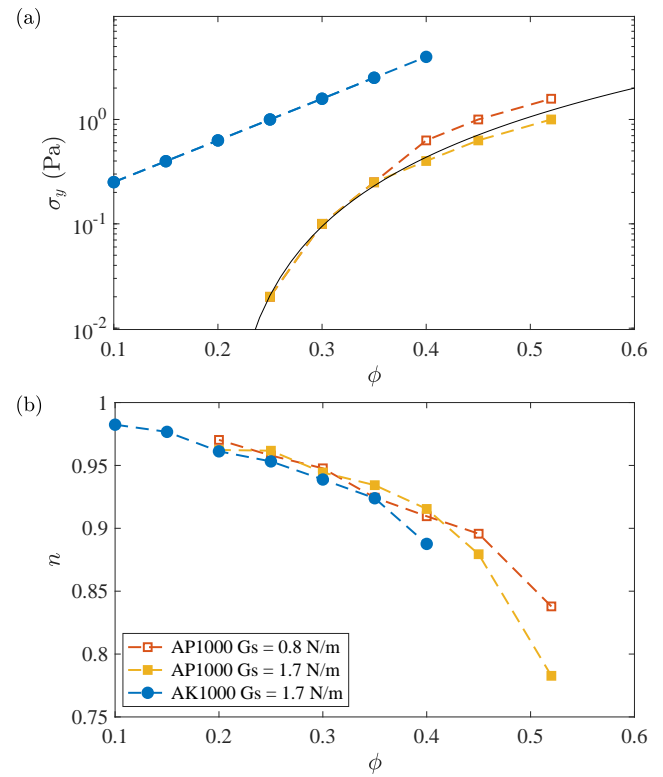 (a)
10^0
10^-1
10^-2
σ_y (Pa)
0.1 0.2 0.3 0.4 0.5 0.6
ϕ
(b)
1
0.95
0.9
0.85
0.8
0.75
n
AP1000 Gs = 0.8 N/m
AP1000 Gs = 1.7 N/m
AK1000 Gs = 1.7 N/m
0.1 0.2 0.3 0.4 0.5 0.6
ϕ